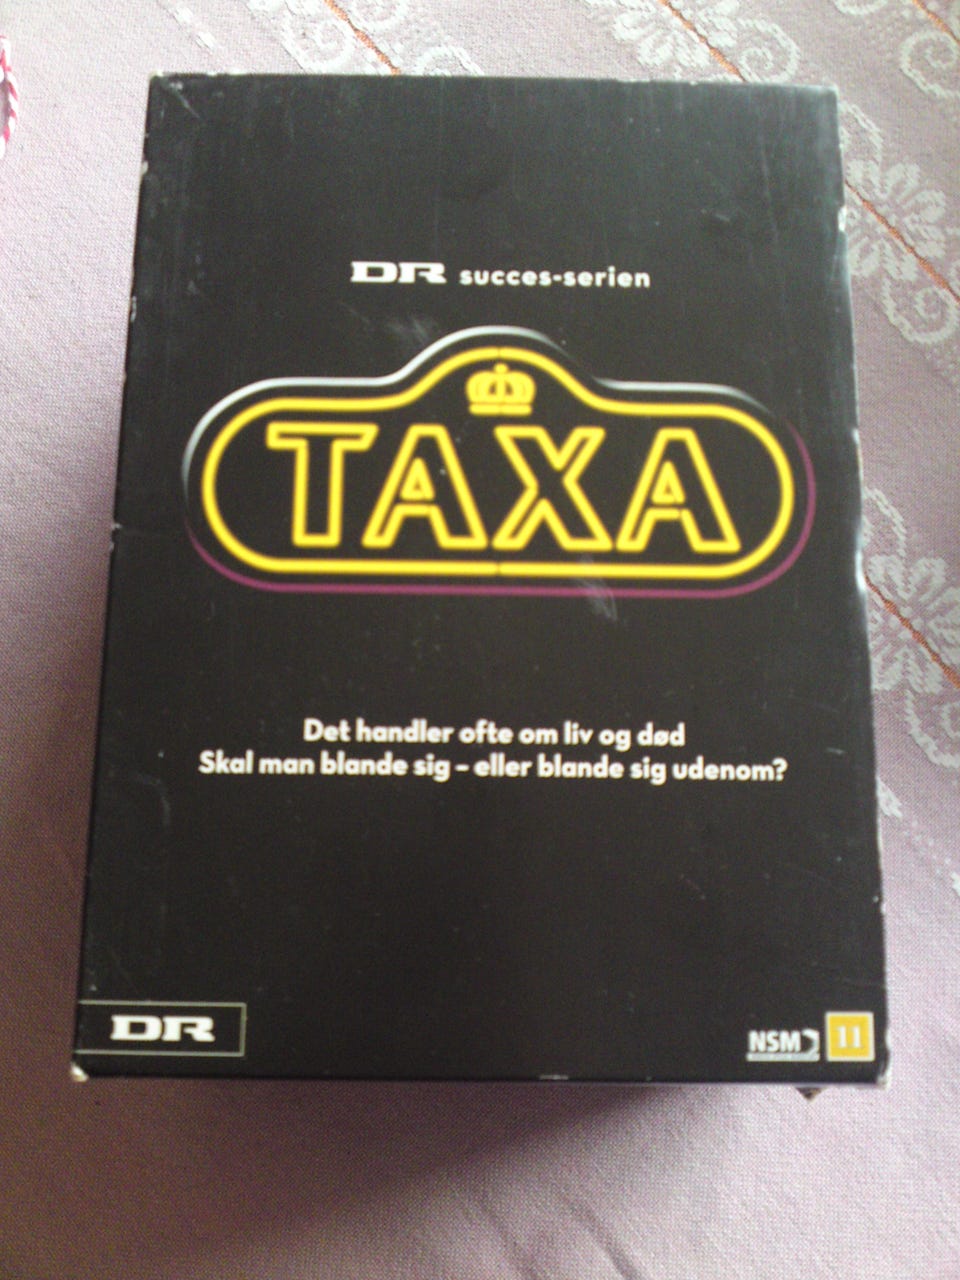 DR succes-serien
TAXA
Det handler ofte om liv og død
Skal man blande sig – eller blande sig udenom?
DR
NSM 11